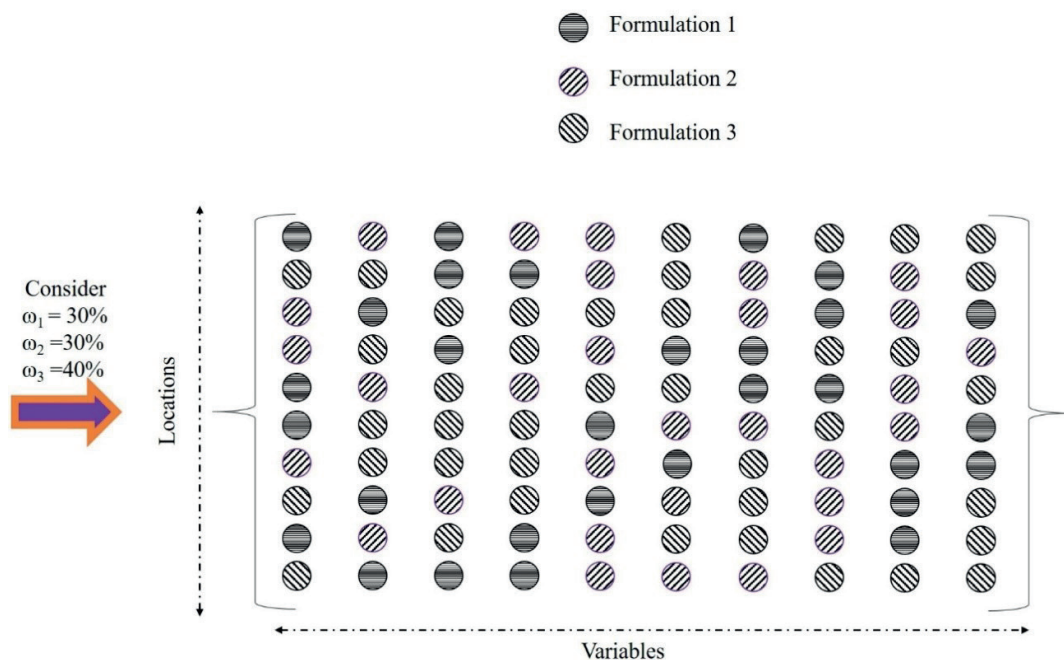 Formulation 1
Formulation 2
Formulation 3
Consider
ω₁ = 30%
ω₂ = 30%
ω₃ =40%
Locations
Variables